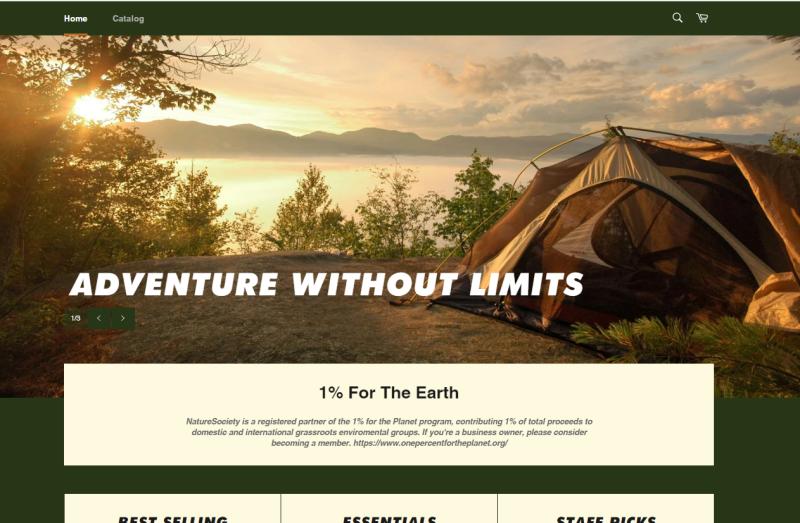 Home Catalog
ADVENTURE WITHOUT LIMITS
1/3
1% For The Earth
NatureSociety is a registered partner of the 1% for the Planet program, contributing 1% of total proceeds to
domestic and international grassroots enviromental groups. If you're a business owner, please consider
becoming a member. https://www.onepercentfortheplanet.org/
BEST SELLING ESSENTIALS STAFF PICKS